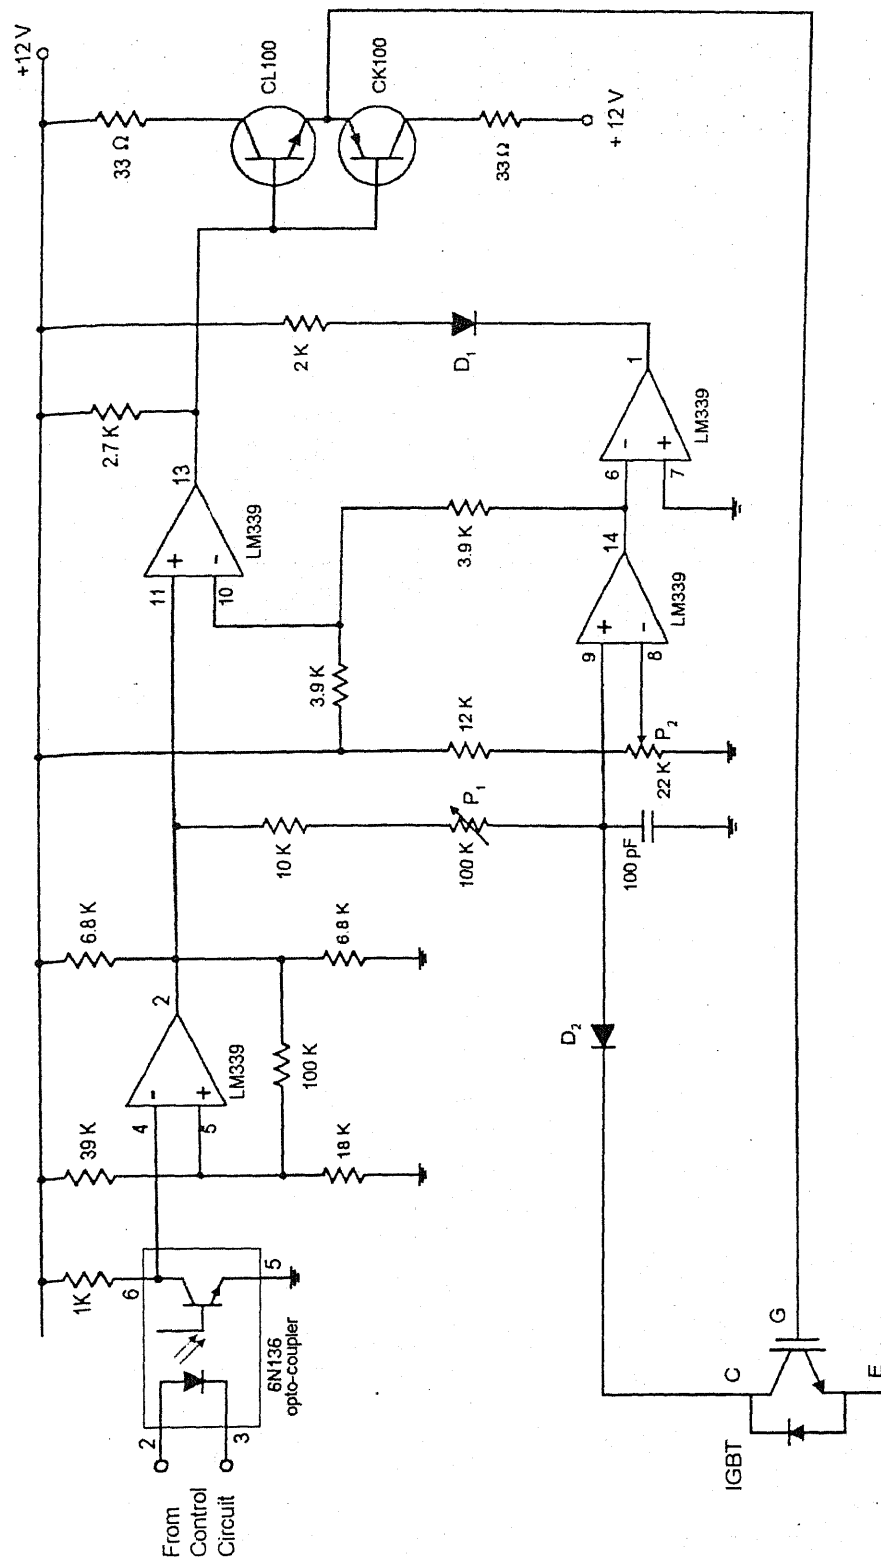 +12 V
33 Ω
CL100
CK100
33 Ω
+ 12 V
2.7 K
2 K
D₁
1
LM339
-
+
6
7
13
LM339
+
-
11
10
3.9 K
14
LM339
+
-
9
8
3.9 K
12 K
P₂
22 K
10 K
P₁
100 K
100 pF
6.8 K
6.8 K
2
LM339
-
+
4
5
100 K
D₂
39 K
18 K
1K
6
5
6N136
opto-coupler
2
3
From
Control
Circuit
C
G
E
IGBT